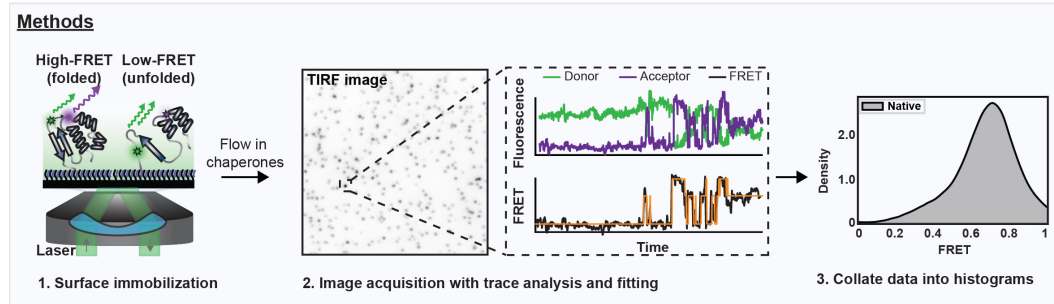 Methods
High-FRET
(folded)
Low-FRET
(unfolded)
Laser
1. Surface immobilization
Flow in
chaperones
TIRF image
Donor
Acceptor
FRET
Fluorescence
FRET
Time
2. Image acquisition with trace analysis and fitting
Native
Density
2.0
1.0
0
0
0.2
0.4
0.6
0.8
1
FRET
3. Collate data into histograms